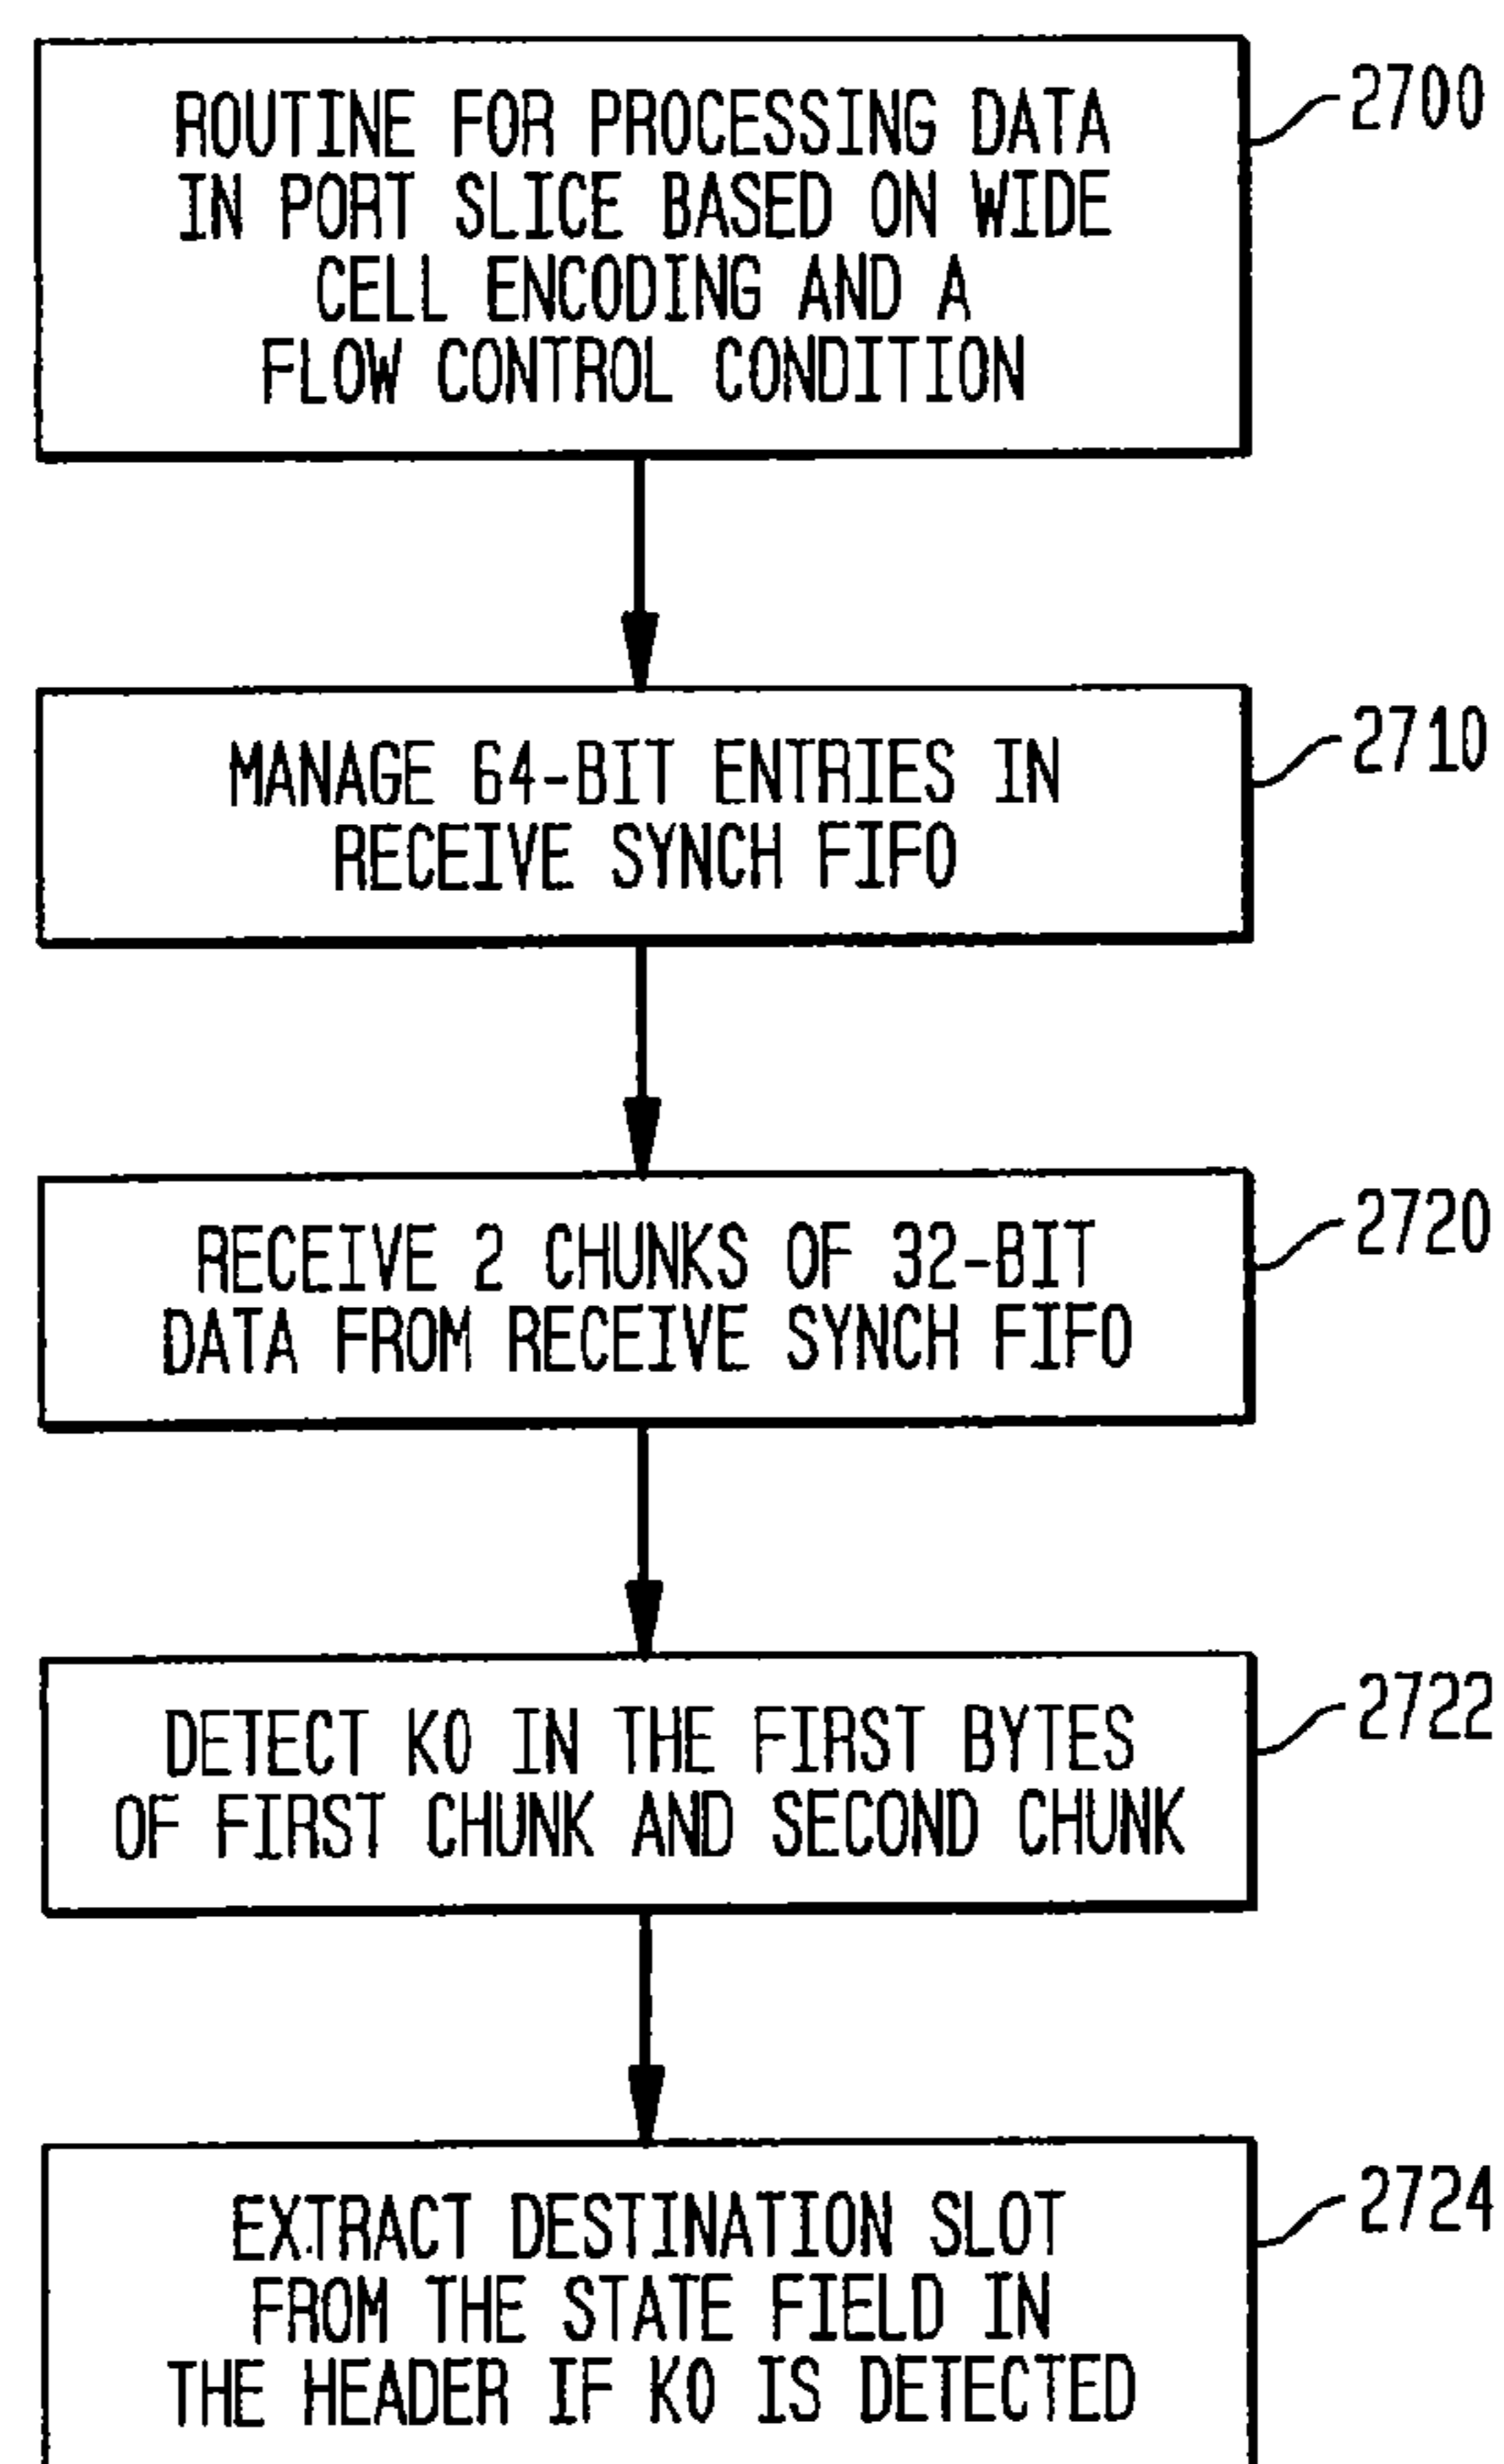 ROUTINE FOR PROCESSING DATA
IN PORT SLICE BASED ON WIDE
CELL ENCODING AND A
FLOW CONTROL CONDITION
2700
MANAGE 64-BIT ENTRIES IN
RECEIVE SYNCH FIFO
2710
RECEIVE 2 CHUNKS OF 32-BIT
DATA FROM RECEIVE SYNCH FIFO
2720
DETECT K0 IN THE FIRST BYTES
OF FIRST CHUNK AND SECOND CHUNK
2722
EXTRACT DESTINATION SLOT
FROM THE STATE FIELD IN
THE HEADER IF K0 IS DETECTED
2724